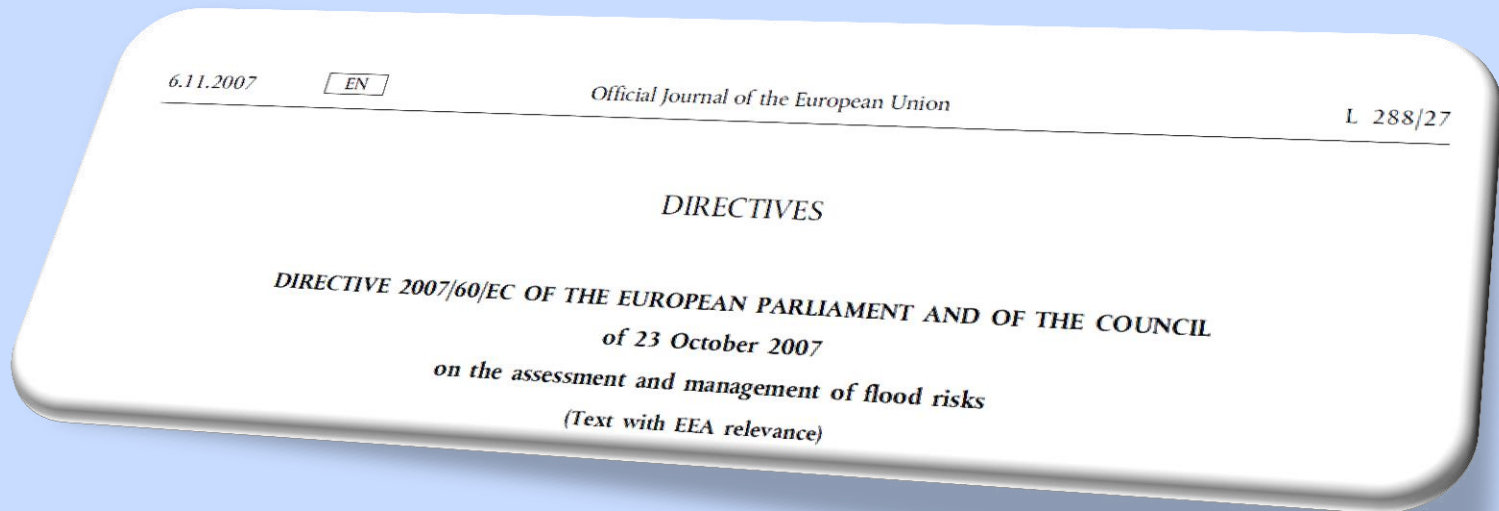 6.11.2007 EN Official Journal of the European Union L 288/27
DIRECTIVES
DIRECTIVE 2007/60/EC OF THE EUROPEAN PARLIAMENT AND OF THE COUNCIL
of 23 October 2007
on the assessment and management of flood risks
(Text with EEA relevance)